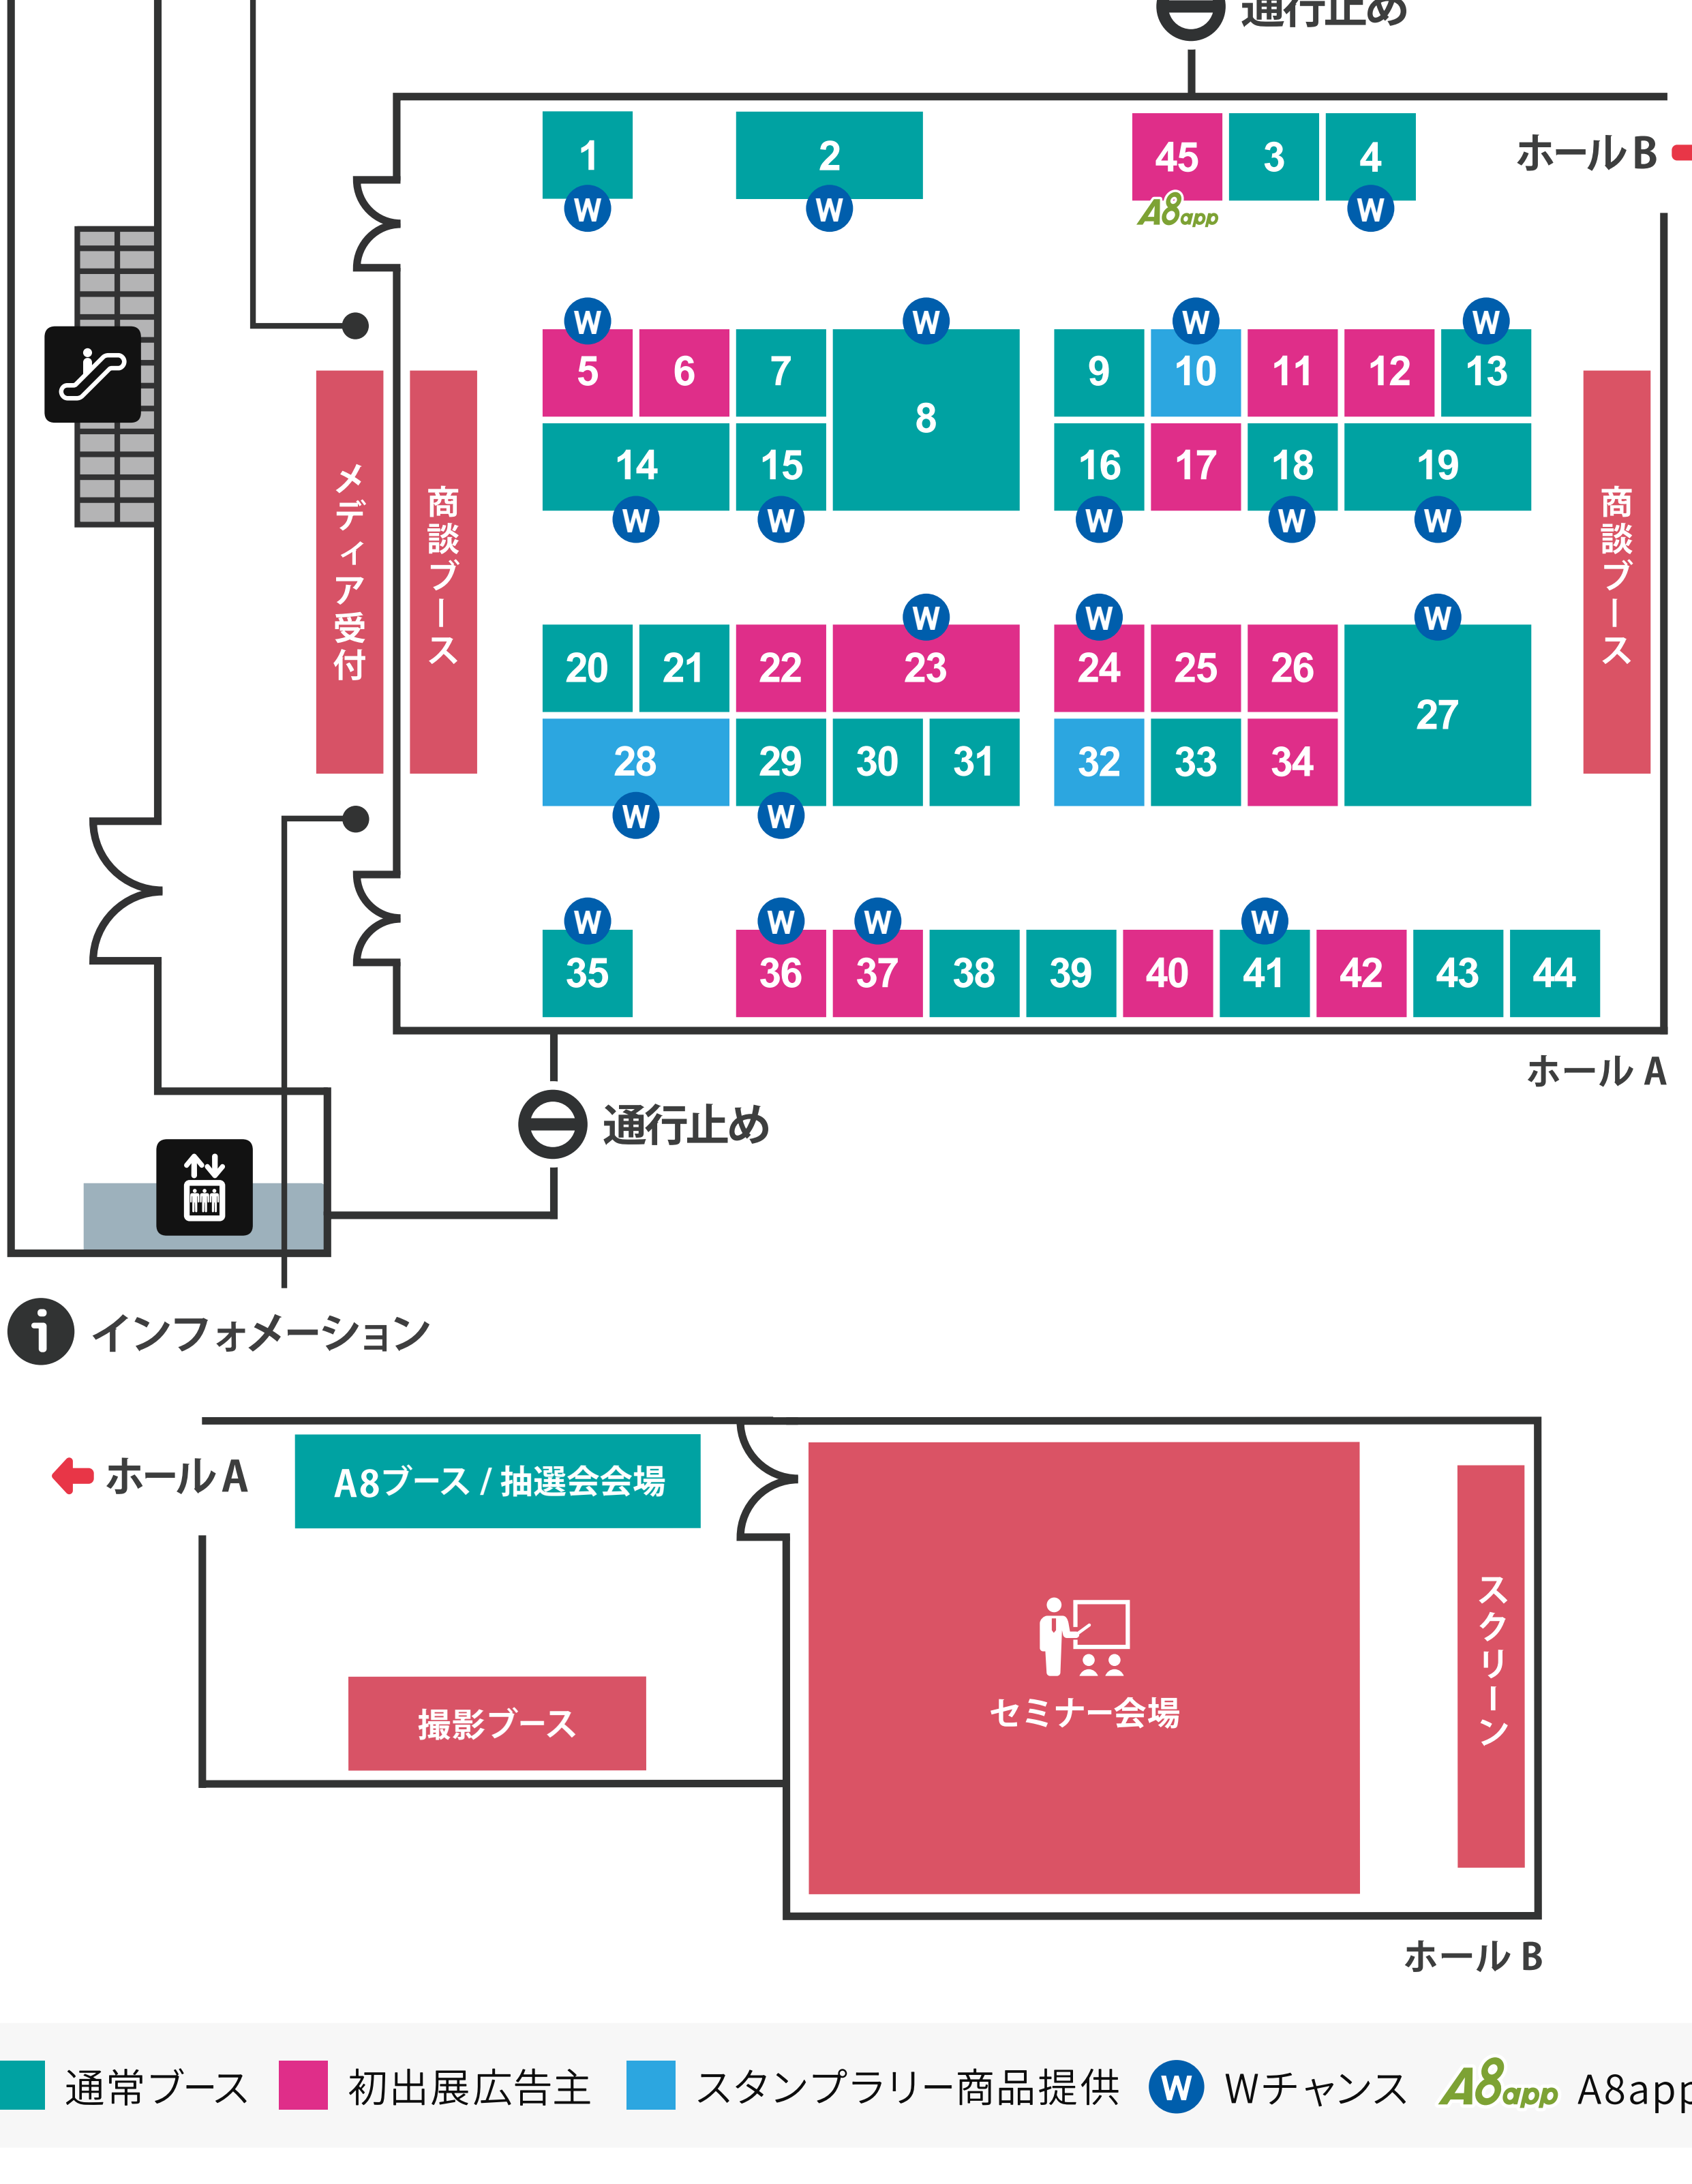 通行止め
ホール B
1
2
45
3
4
W
W
A8app
W
W
W
W
W
5
6
7
8
9
10
11
12
13
14
15
16
17
18
19
W
W
W
W
W
メディア受付
商談ブース
商談ブース
W
W
W
20
21
22
23
24
25
26
27
28
29
30
31
32
33
34
W
W
W
W
W
W
35
36
37
38
39
40
41
42
43
44
ホール A
通行止め
i インフォメーション
ホール A
A8ブース / 抽選会会場
撮影ブース
セミナー会場
スクリーン
ホール B
通常ブース
初出展広告主
スタンプラリー商品提供
W Wチャンス
A8app A8app